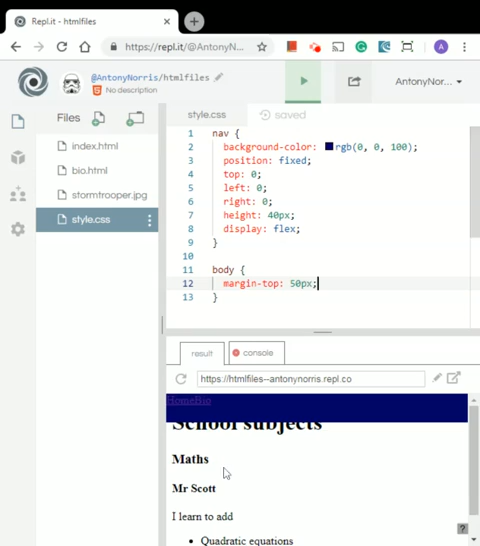 Repl.it - htmlfiles
https://repl.it/@AntonyN...
A
@AntonyNorris/htmlfiles
No description
AntonyNor...
Files
index.html
bio.html
stormtrooper.jpg
style.css
style.css
saved
1 nav {
2 background-color: rgb(0, 0, 100);
3 position: fixed;
4 top: 0;
5 left: 0;
6 right: 0;
7 height: 40px;
8 display: flex;
9 }
10
11 body {
12 margin-top: 50px;
13 }
result
console
https://htmlfiles--antonynorris.repl.co
HomeBio
School subjects
Maths
Mr Scott
I learn to add
• Quadratic equations
?